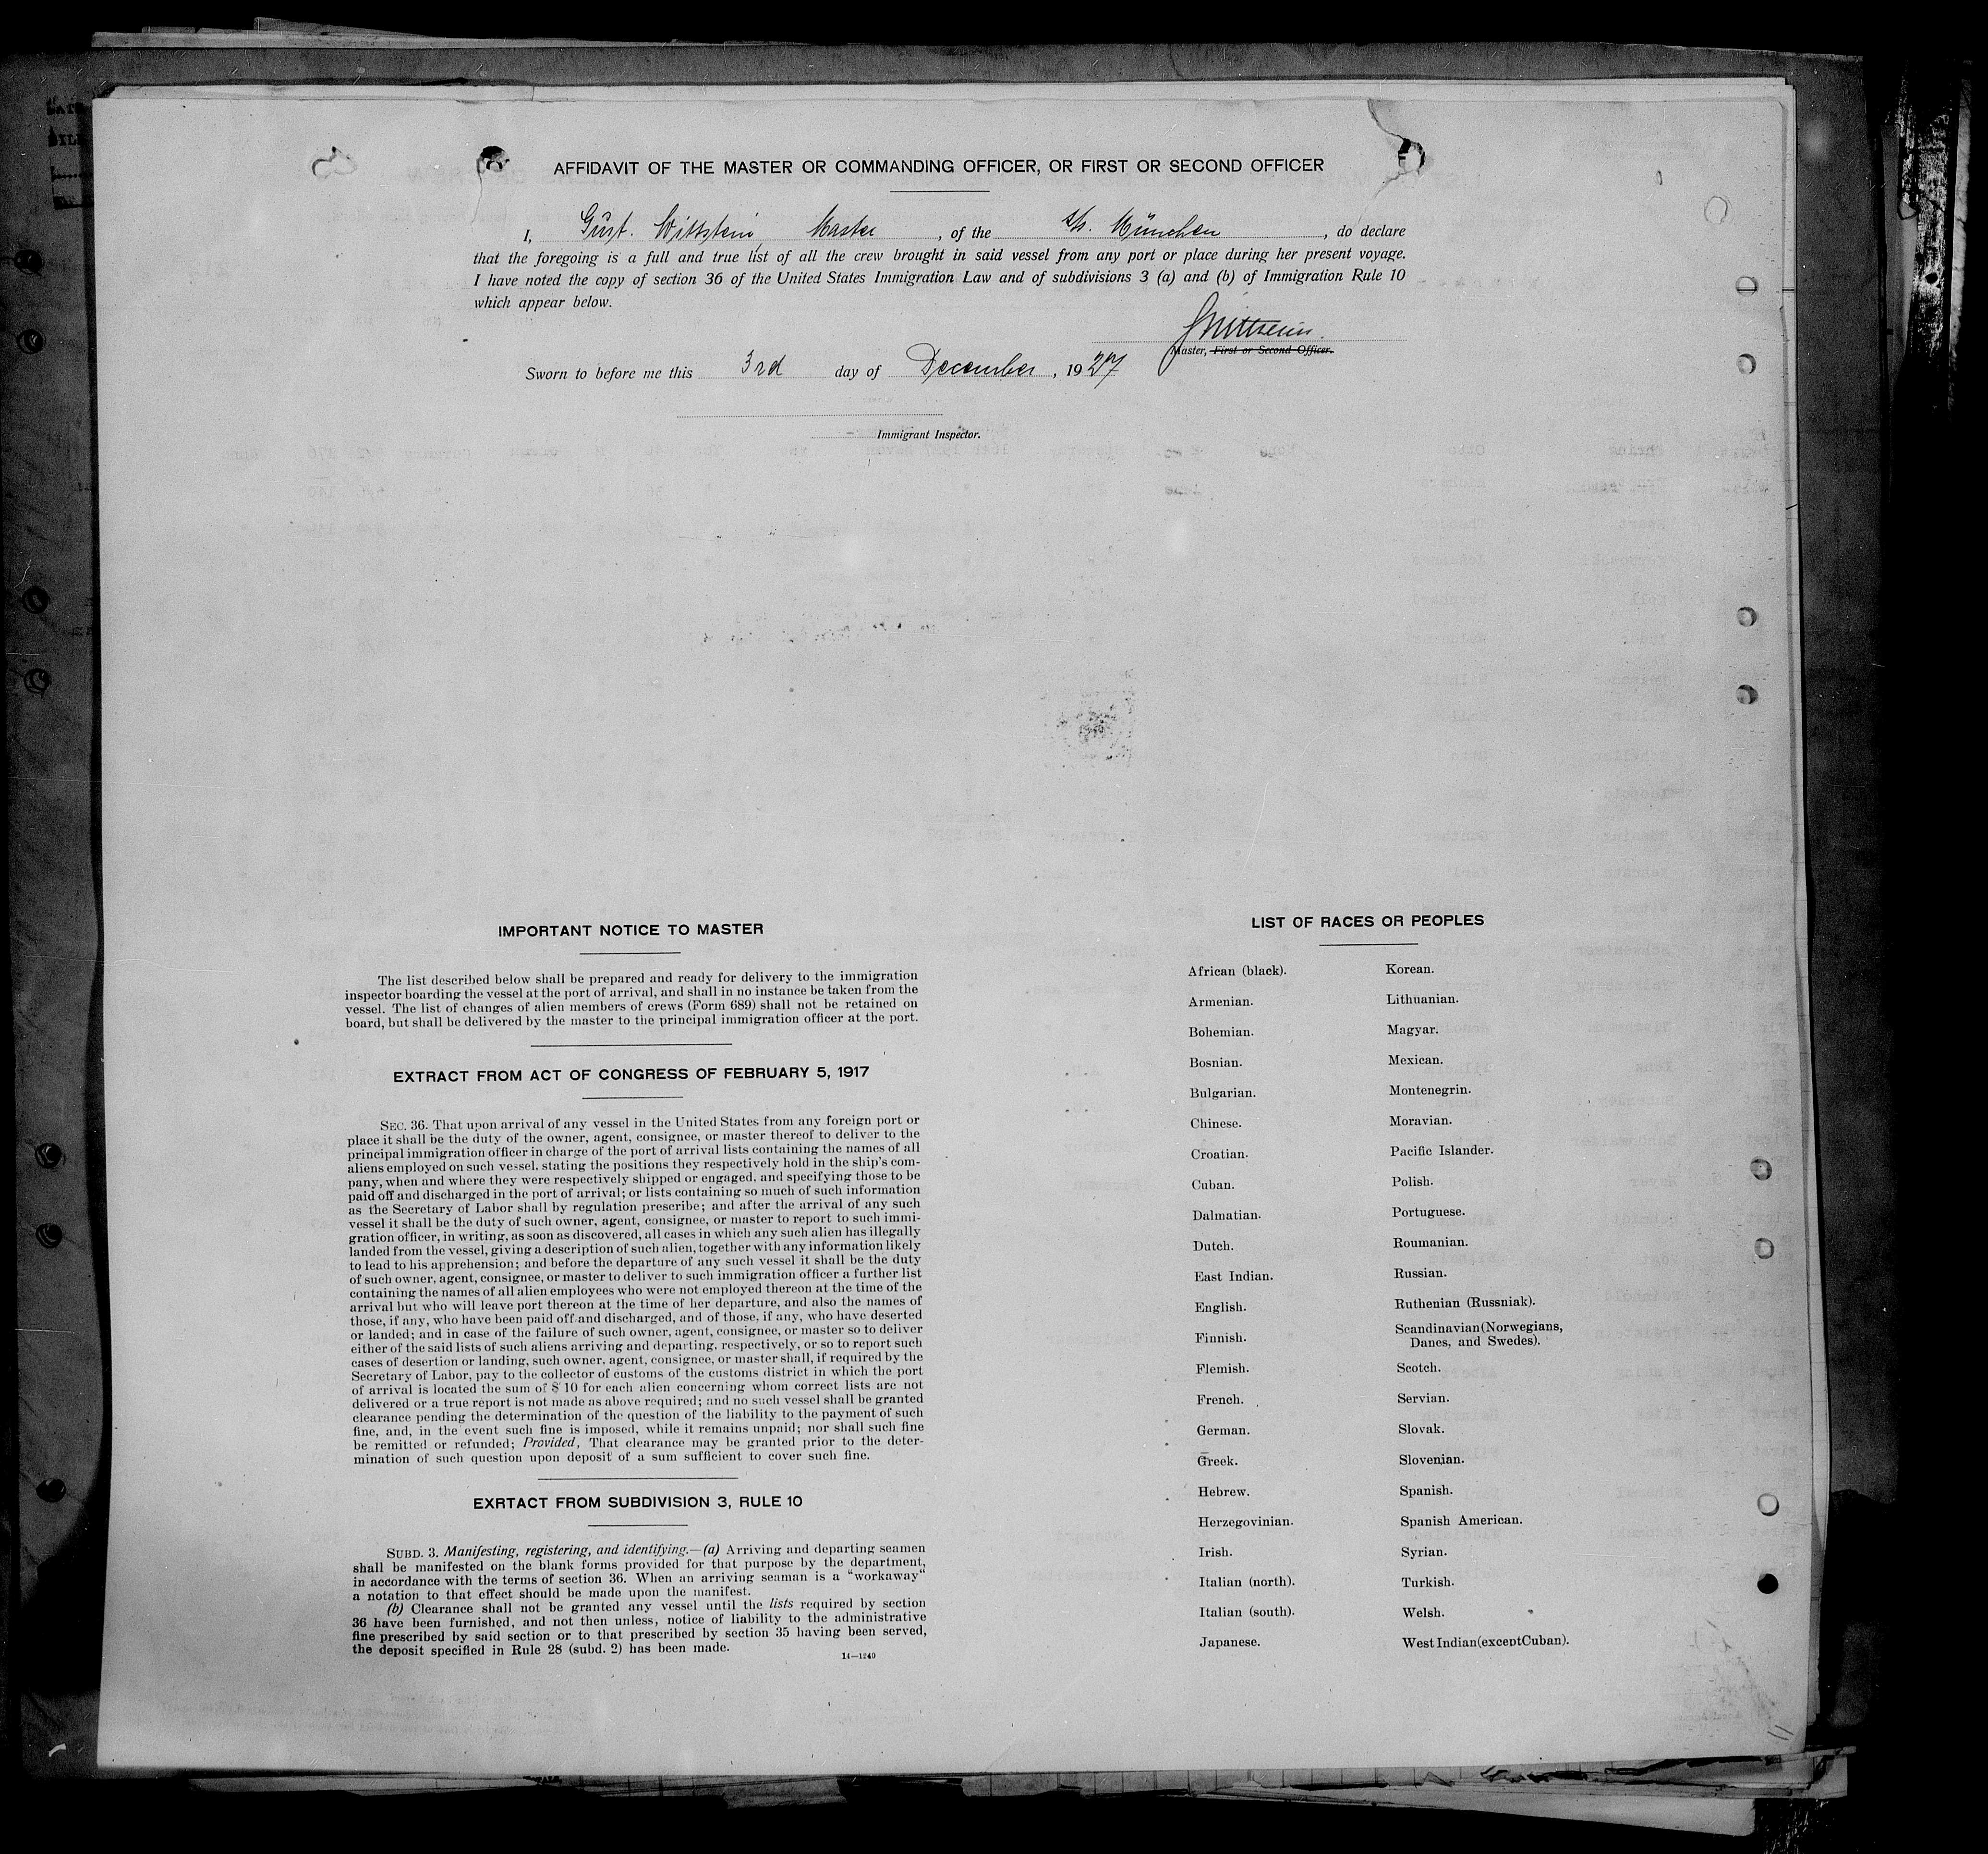 AFFIDAVIT OF THE MASTER OR COMMANDING OFFICER, OR FIRST OR SECOND OFFICER
I, Gust. Wittstein, Master, of the s/s. München, do declare
that the foregoing is a full and true list of all the crew brought in said vessel from any port or place during her present voyage.
I have noted the copy of section 36 of the United States Immigration Law and of subdivisions 3 (a) and (b) of Immigration Rule 10
which appear below.
GWittstein.
Master, First or Second Officer.
Sworn to before me this 3rd day of December, 1927
Immigrant Inspector.
IMPORTANT NOTICE TO MASTER
The list described below shall be prepared and ready for delivery to the immigration
inspector boarding the vessel at the port of arrival, and shall in no instance be taken from the
vessel. The list of changes of alien members of crews (Form 689) shall not be retained on
board, but shall be delivered by the master to the principal immigration officer at the port.
EXTRACT FROM ACT OF CONGRESS OF FEBRUARY 5, 1917
SEC. 36. That upon arrival of any vessel in the United States from any foreign port or
place it shall be the duty of the owner, agent, consignee, or master thereof to deliver to the
principal immigration officer in charge of the port of arrival lists containing the names of all
aliens employed on such vessel. stating the positions they respectively hold in the ship's com-
pany, when and where they were respectively shipped or engaged, and specifying those to be
paid off and discharged in the port of arrival; or lists containing so much of such information
as the Secretary of Labor shall by regulation prescribe; and after the arrival of any such
vessel it shall be the duty of such owner, agent, consignee, or master to report to such immi-
gration officer, in writing, as soon as discovered, all cases in which any such alien has illegally
landed from the vessel, giving a description of such alien, together with any information likely
to lead to his apprehension; and before the departure of any such vessel it shall be the duty
of such owner, agent, consignee, or master to deliver to such immigration officer a further list
containing the names of all alien employees who were not employed thereon at the time of the
arrival but who will leave port thereon at the time of her departure, and also the names of
those, if any, who have been paid off and discharged, and of those, if any, who have deserted
or landed; and in case of the failure of such owner, agent, consignee, or master so to deliver
either of the said lists of such aliens arriving and departing, respectively, or so to report such
cases of desertion or landing, such owner, agent, consignee, or master shall, if required by the
Secretary of Labor, pay to the collector of customs of the customs district in which the port
of arrival is located the sum of $ 10 for each alien concerning whom correct lists are not
delivered or a true report is not made as above required; and no such vessel shall be granted
clearance pending the determination of the question of the liability to the payment of such
fine, and, in the event such fine is imposed, while it remains unpaid; nor shall such fine
be remitted or refunded; Provided, That clearance may be granted prior to the deter-
mination of such question upon deposit of a sum sufficient to cover such fine.
EXRTACT FROM SUBDIVISION 3, RULE 10
SUBD. 3. Manifesting, registering, and identifying.—(a) Arriving and departing seamen
shall be manifested on the blank forms provided for that purpose by the department,
in accordance with the terms of section 36. When an arriving seaman is a “workaway“
a notation to that effect should be made upon the manifest.
(b) Clearance shall not be granted any vessel until the lists required by section
36 have been furnished, and not then unless, notice of liability to the administrative
fine prescribed by said section or to that prescribed by section 35 having been served,
the deposit specified in Rule 28 (subd. 2) has been made.
14—1240
LIST OF RACES OR PEOPLES
African (black).
Armenian.
Bohemian.
Bosnian.
Bulgarian.
Chinese.
Croatian.
Cuban.
Dalmatian.
Dutch.
East Indian.
English.
Finnish.
Flemish.
French.
German.
Greek.
Hebrew.
Herzegovinian.
Irish.
Italian (north).
Italian (south).
Japanese.
Korean.
Lithuanian.
Magyar.
Mexican.
Montenegrin.
Moravian.
Pacific Islander.
Polish.
Portuguese.
Roumanian.
Russian.
Ruthenian (Russniak).
Scandinavian (Norwegians,
Danes, and Swedes).
Scotch.
Servian.
Slovak.
Slovenian.
Spanish.
Spanish American.
Syrian.
Turkish.
Welsh.
West Indian (except Cuban).
11